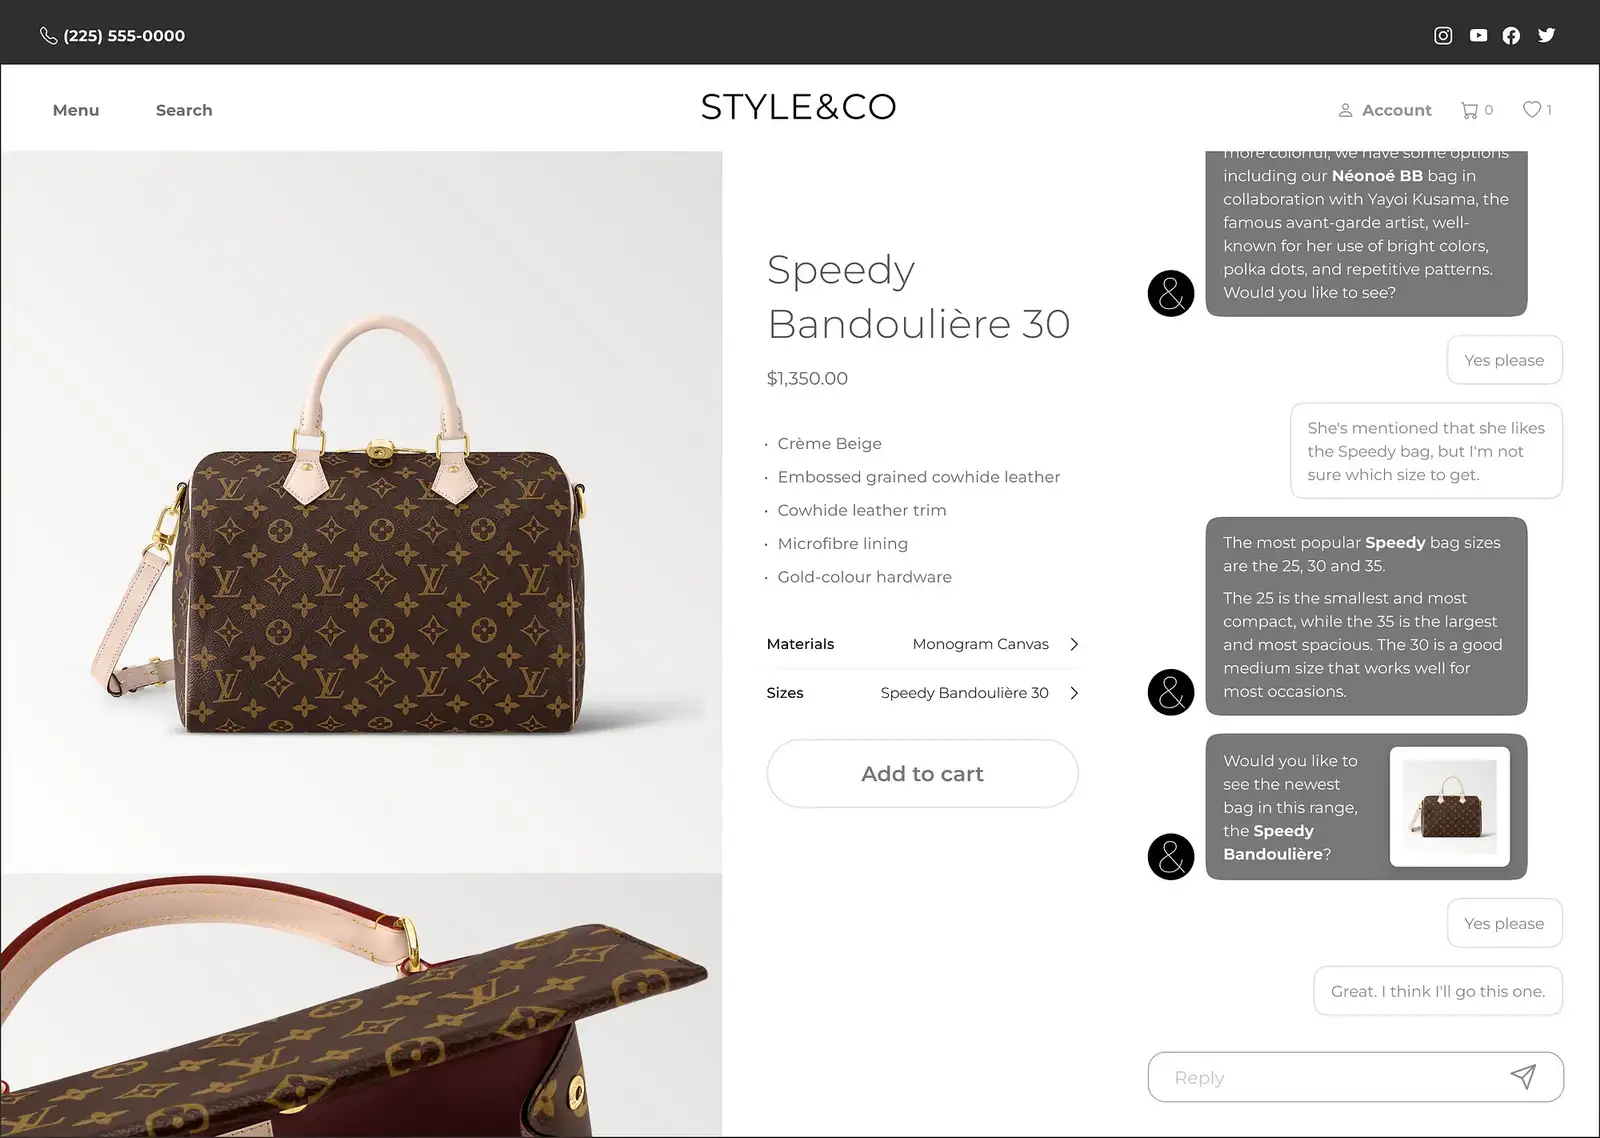 (225) 555-0000
Menu
Search
STYLE&CO
Account
0
1
Speedy
Bandoulière 30
$1,350.00
· Crème Beige
· Embossed grained cowhide leather
· Cowhide leather trim
· Microfibre lining
· Gold-colour hardware
Materials Monogram Canvas
Sizes Speedy Bandoulière 30
Add to cart
more colorful, we have some options
including our Néonoé BB bag in
collaboration with Yayoi Kusama, the
famous avant-garde artist, well-
known for her use of bright colors,
polka dots, and repetitive patterns.
Would you like to see?
&
Yes please
She's mentioned that she likes
the Speedy bag, but I'm not
sure which size to get.
The most popular Speedy bag sizes
are the 25, 30 and 35.
The 25 is the smallest and most
compact, while the 35 is the largest
and most spacious. The 30 is a good
medium size that works well for
most occasions.
&
Would you like to
see the newest
bag in this range,
the Speedy
Bandoulière?
&
Yes please
Great. I think I'll go this one.
Reply